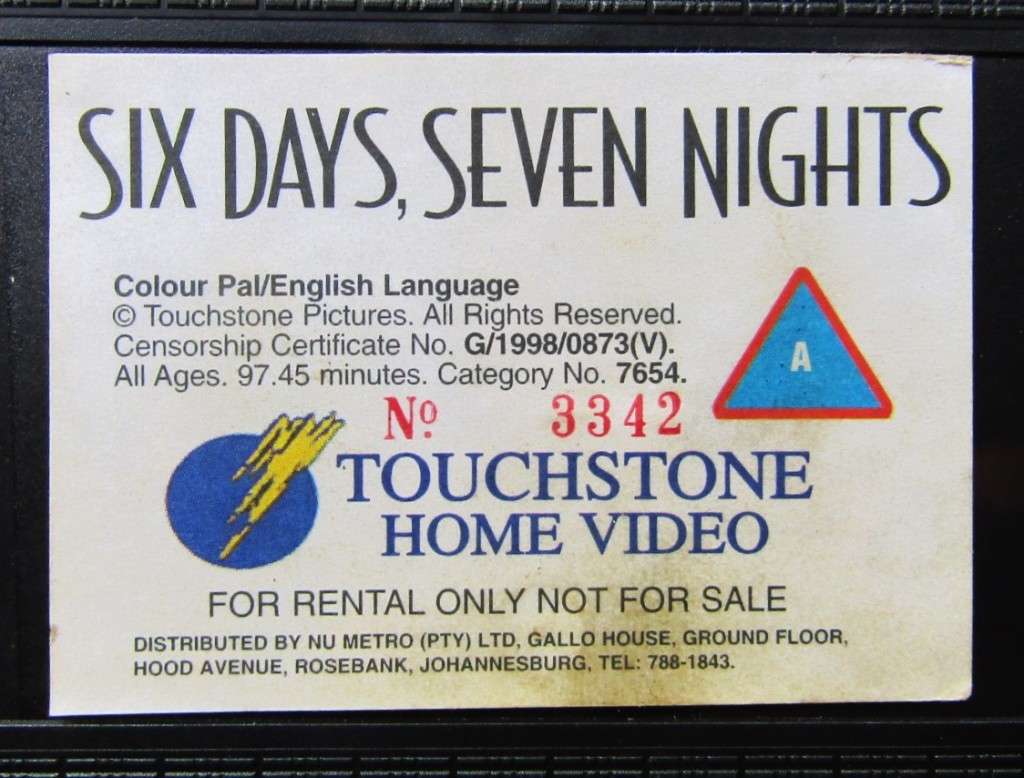 SIX DAYS, SEVEN NIGHTS
Colour Pal/English Language
© Touchstone Pictures. All Rights Reserved.
Censorship Certificate No. G/1998/0873(V).
All Ages. 97.45 minutes. Category No. 7654.
A
Nº 3342
TOUCHSTONE
HOME VIDEO
FOR RENTAL ONLY NOT FOR SALE
DISTRIBUTED BY NU METRO (PTY) LTD, GALLO HOUSE, GROUND FLOOR,
HOOD AVENUE, ROSEBANK, JOHANNESBURG, TEL: 788-1843.